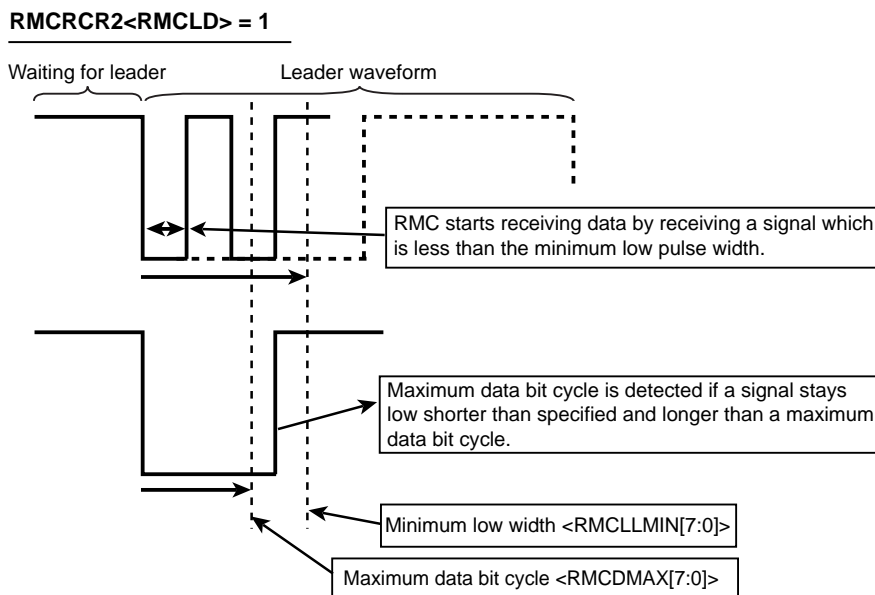 RMCRCR2<RMCLD> = 1
Waiting for leader
Leader waveform
RMC starts receiving data by receiving a signal which
is less than the minimum low pulse width.
Maximum data bit cycle is detected if a signal stays
low shorter than specified and longer than a maximum
data bit cycle.
Minimum low width <RMCLLMIN[7:0]>
Maximum data bit cycle <RMCDMAX[7:0]>